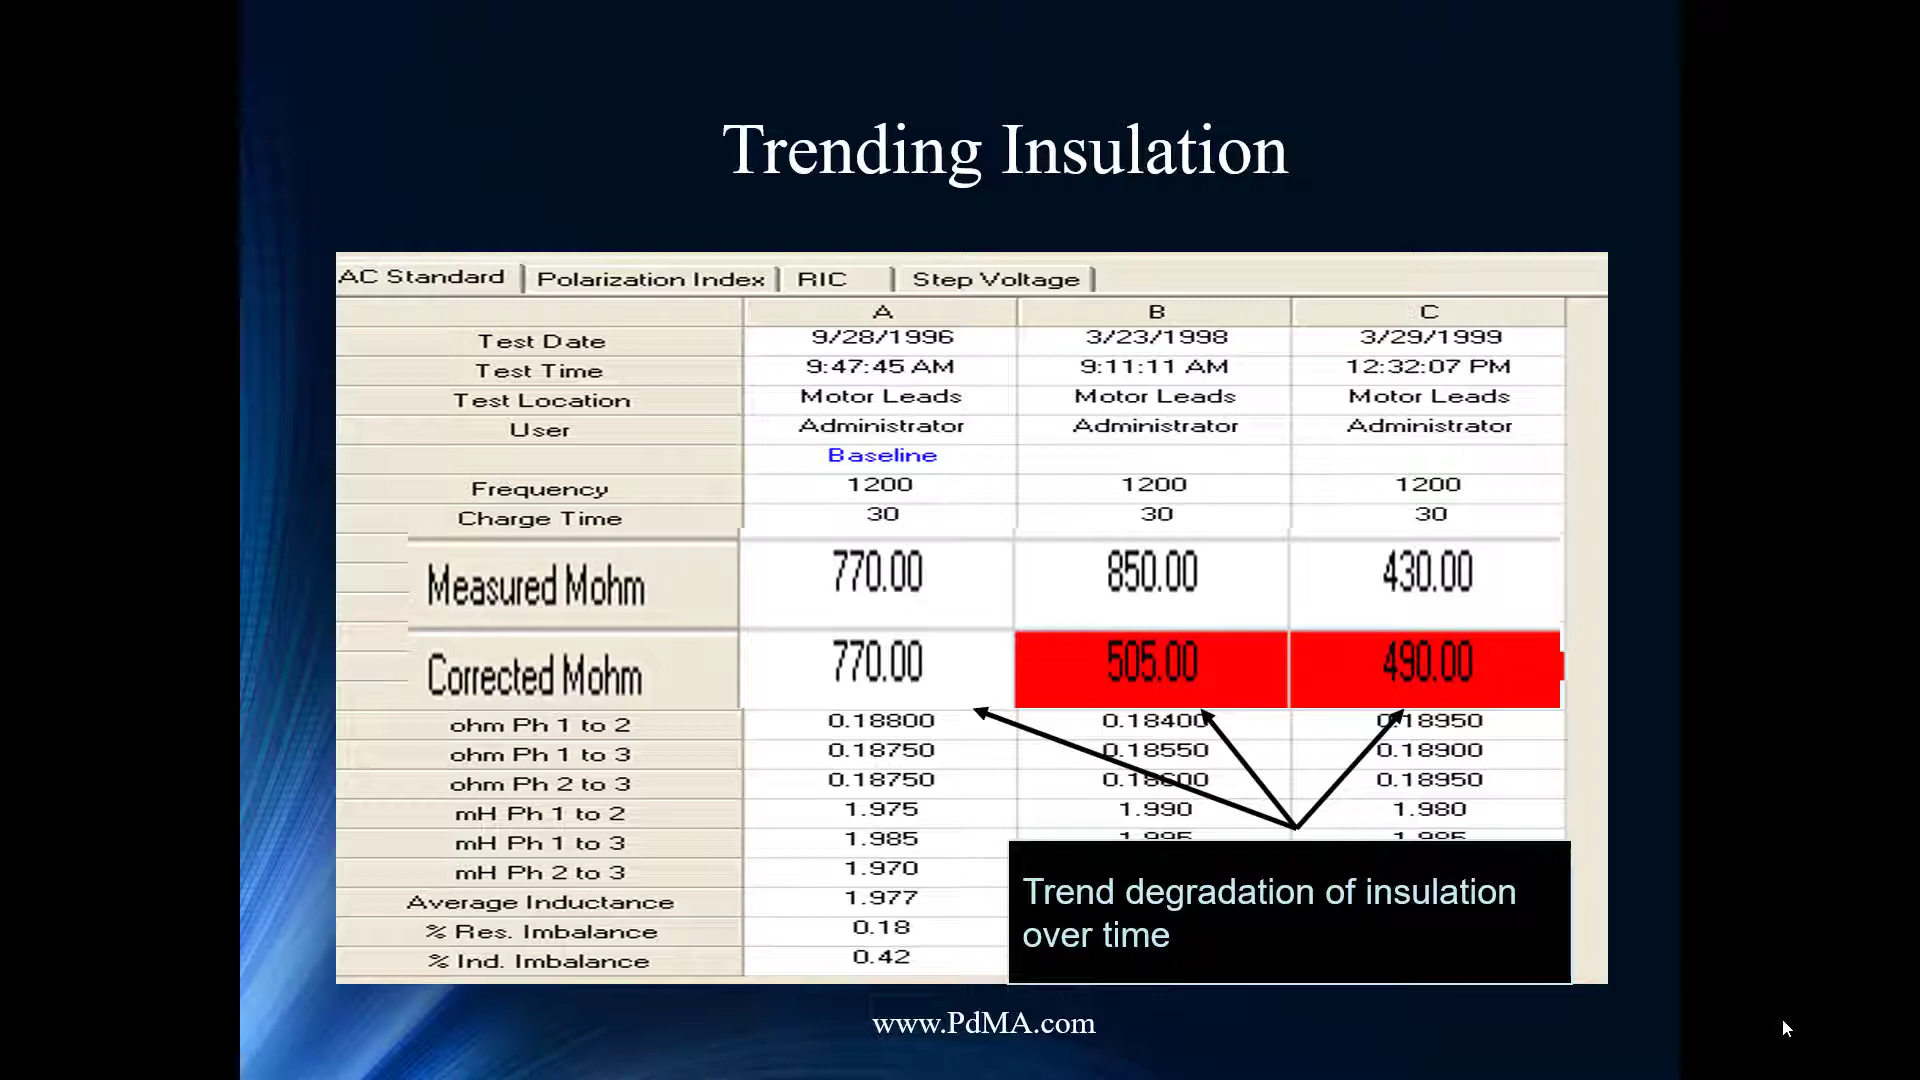 Trending Insulation
AC Standard Polarization Index RIC Step Voltage
A B C
Test Date 9/28/1996 3/23/1998 3/29/1999
Test Time 9:47:45 AM 9:11:11 AM 12:32:07 PM
Test Location Motor Leads Motor Leads Motor Leads
User Administrator Administrator Administrator
Baseline
Frequency 1200 1200 1200
Charge Time 30 30 30
Measured Mohm 770.00 850.00 430.00
Corrected Mohm 770.00 505.00 490.00
ohm Ph 1 to 2 0.18800 0.18400 0.18950
ohm Ph 1 to 3 0.18750 0.18550 0.18900
ohm Ph 2 to 3 0.18750 0.18600 0.18950
mH Ph 1 to 2 1.975 1.990 1.980
mH Ph 1 to 3 1.985 1.995 1.985
mH Ph 2 to 3 1.970
Average Inductance 1.977
% Res. Imbalance 0.18
% Ind. Imbalance 0.42
Trend degradation of insulation
over time
www.PdMA.com